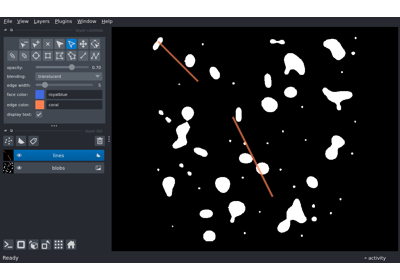 File View Layers Plugins Window Help
opacity: 0.70
blending: translucent
edge width: 5
face color: royalblue
edge color: coral
display text: ✓
lines
blobs
Ready
activity